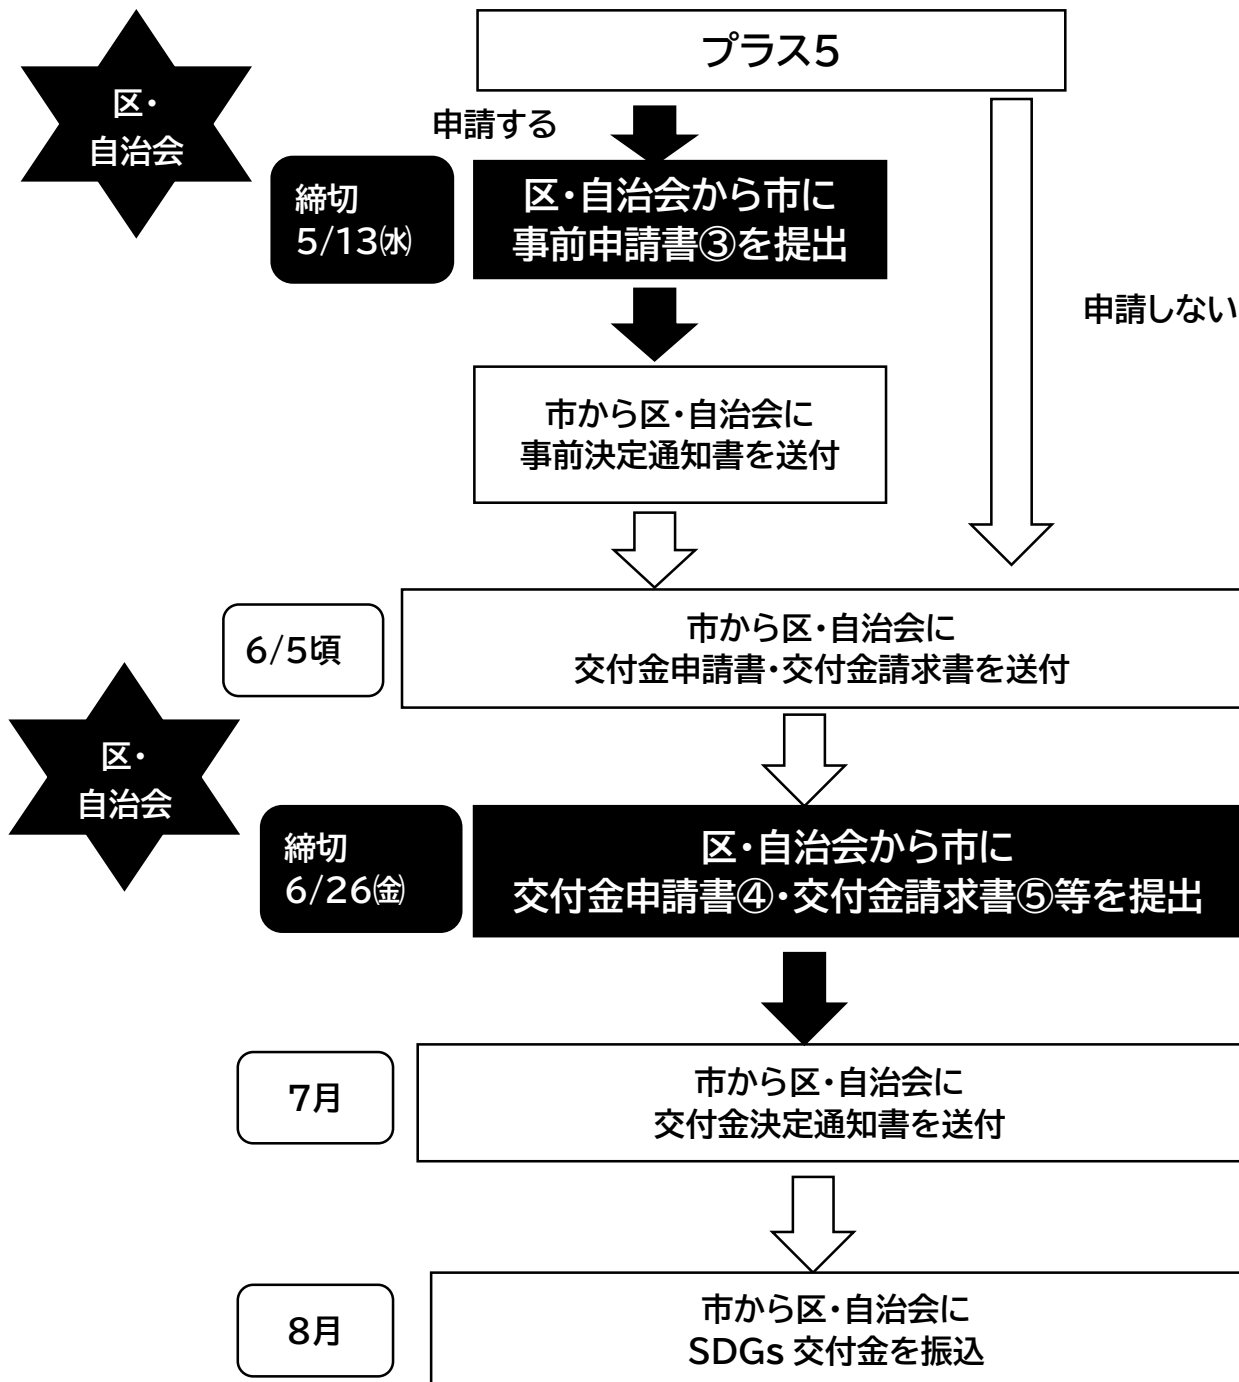 プラス5
区・
自治会
申請する
締切
5/13㈬
区・自治会から市に
事前申請書③を提出
申請しない
市から区・自治会に
事前決定通知書を送付
6/5頃
市から区・自治会に
交付金申請書・交付金請求書を送付
区・
自治会
締切
6/26㈮
区・自治会から市に
交付金申請書④・交付金請求書⑤等を提出
7月
市から区・自治会に
交付金決定通知書を送付
8月
市から区・自治会に
SDGs 交付金を振込